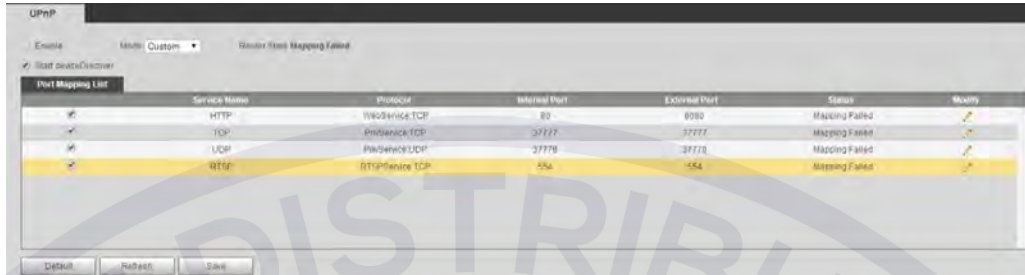 UPnP
Enable Mode Custom Router State Mapping Failed
Start deviceDiscover
Port Mapping List
Service Name Protocol Internal Port External Port Status Modify
HTTP WebService:TCP 80 8080 Mapping Failed
TCP PrivService:TCP 37777 37777 Mapping Failed
UDP PrivService:UDP 37778 37778 Mapping Failed
RTSP RTSPService:TCP 554 554 Mapping Failed
Default Refresh Save
DISTRIB